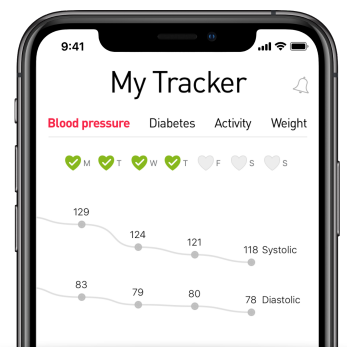 9:41
My Tracker
Blood pressure Diabetes Activity Weight
M T W T F S S
129
124
121
118 Systolic
83
79
80
78 Diastolic